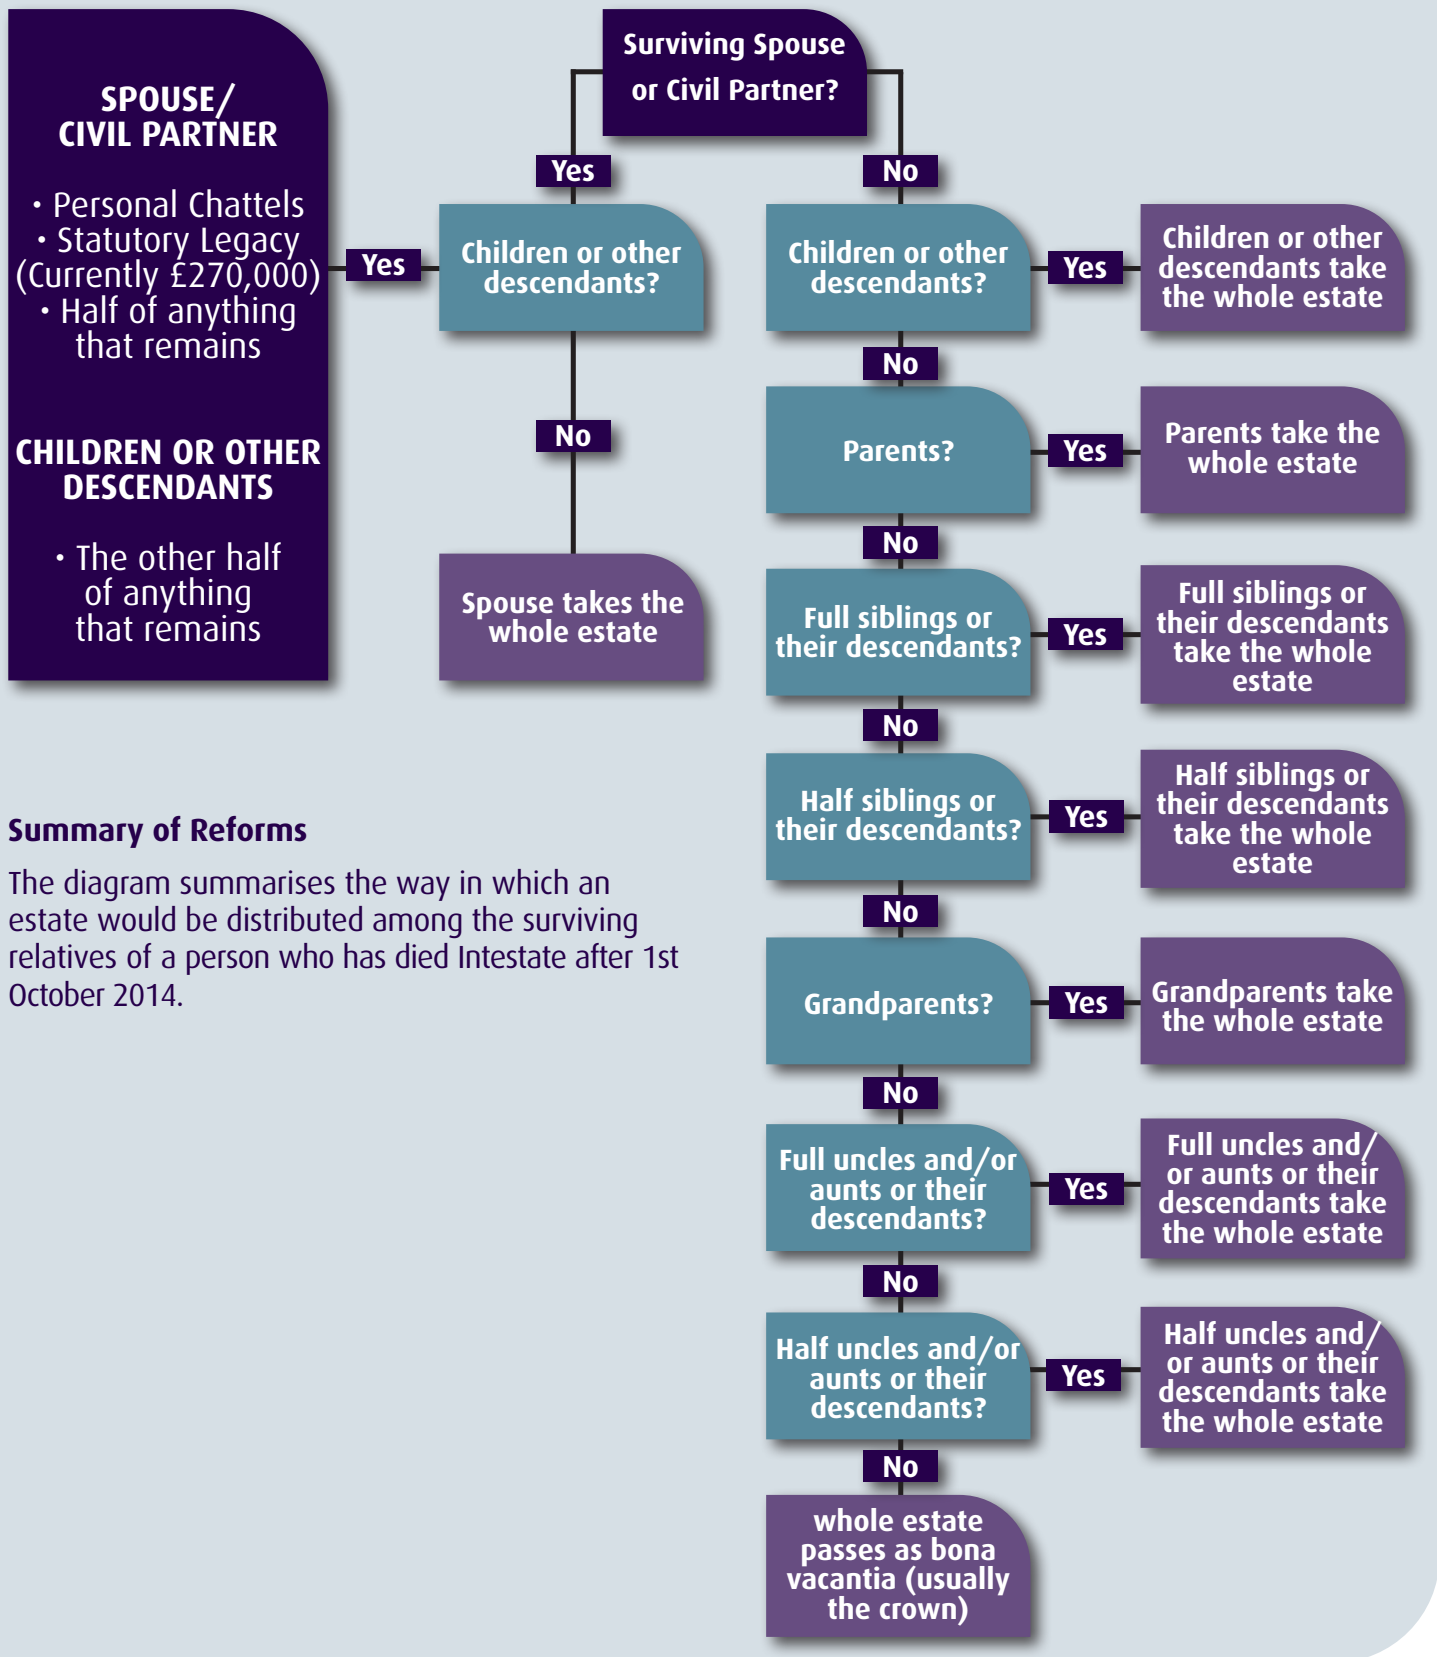 Surviving Spouse
or Civil Partner?
Yes
No
SPOUSE/
CIVIL PARTNER
• Personal Chattels
• Statutory Legacy
(Currently £270,000)
• Half of anything
that remains
CHILDREN OR OTHER
DESCENDANTS
• The other half
of anything
that remains
Yes
Children or other
descendants?
No
Spouse takes the
whole estate
Children or other
descendants?
Yes
Children or other
descendants take
the whole estate
No
Parents?
Yes
Parents take the
whole estate
No
Full siblings or
their descendants?
Yes
Full siblings or
their descendants
take the whole
estate
No
Half siblings or
their descendants?
Yes
Half siblings or
their descendants
take the whole
estate
No
Grandparents?
Yes
Grandparents take
the whole estate
No
Full uncles and/or
aunts or their
descendants?
Yes
Full uncles and/
or aunts or their
descendants take
the whole estate
No
Half uncles and/or
aunts or their
descendants?
Yes
Half uncles and/
or aunts or their
descendants take
the whole estate
No
whole estate
passes as bona
vacantia (usually
the crown)
Summary of Reforms
The diagram summarises the way in which an
estate would be distributed among the surviving
relatives of a person who has died Intestate after 1st
October 2014.